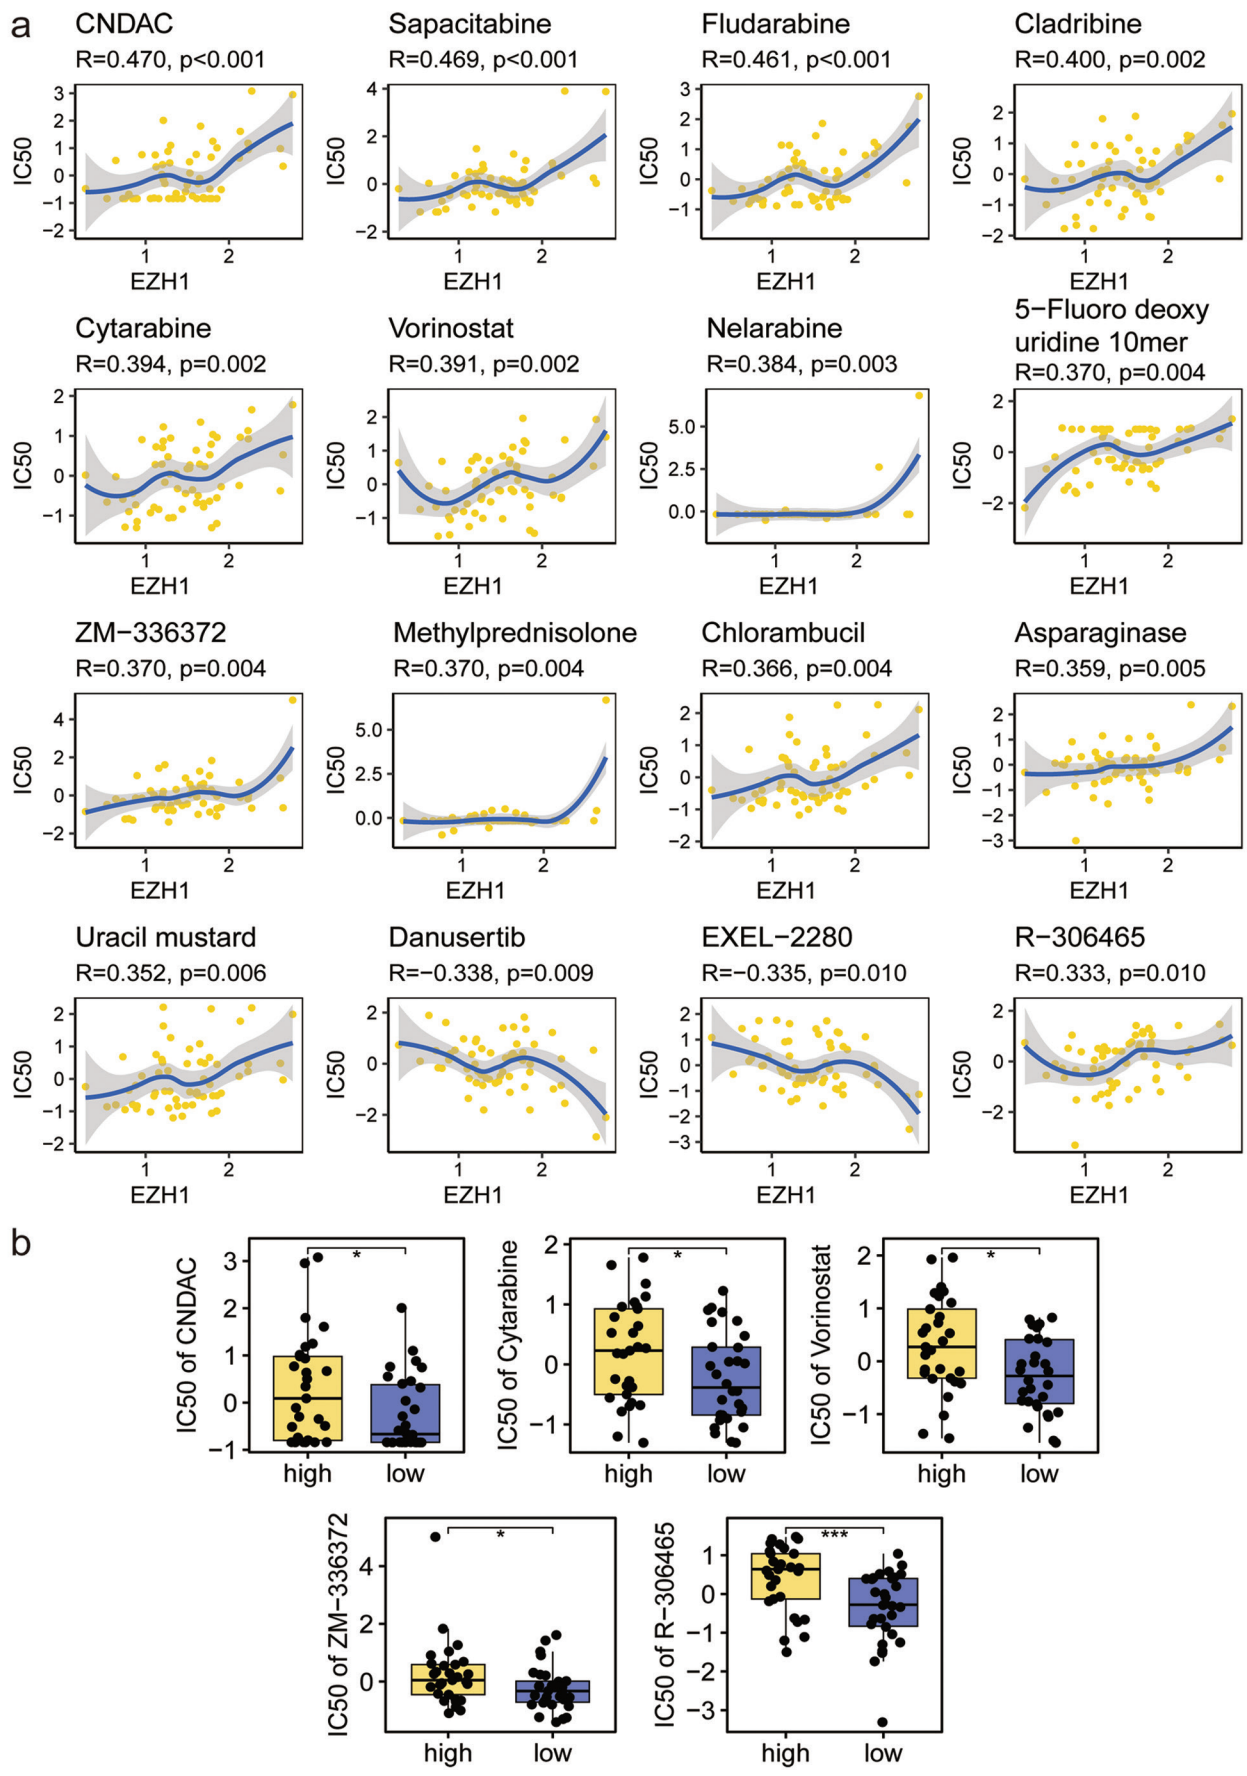 a
CNDAC
R=0.470, p<0.001
IC50
3
2
1
0
−1
−2
1 2
EZH1
Sapacitabine
R=0.469, p<0.001
IC50
4
2
0
−2
1 2
EZH1
Fludarabine
R=0.461, p<0.001
IC50
3
2
1
0
−1
1 2
EZH1
Cladribine
R=0.400, p=0.002
IC50
2
1
0
−1
−2
1 2
EZH1
Cytarabine
R=0.394, p=0.002
IC50
2
1
0
−1
1 2
EZH1
Vorinostat
R=0.391, p=0.002
IC50
2
1
0
−1
1 2
EZH1
Nelarabine
R=0.384, p=0.003
IC50
5.0
2.5
0.0
1 2
EZH1
5−Fluoro deoxy
uridine 10mer
R=0.370, p=0.004
IC50
2
0
−2
1 2
EZH1
ZM−336372
R=0.370, p=0.004
IC50
4
2
0
−2
1 2
EZH1
Methylprednisolone
R=0.370, p=0.004
IC50
5.0
2.5
0.0
1 2
EZH1
Chlorambucil
R=0.366, p=0.004
IC50
2
1
0
−1
−2
1 2
EZH1
Asparaginase
R=0.359, p=0.005
IC50
2
1
0
−1
−2
−3
1 2
EZH1
Uracil mustard
R=0.352, p=0.006
IC50
2
1
0
−1
−2
1 2
EZH1
Danusertib
R=−0.338, p=0.009
IC50
2
0
−2
1 2
EZH1
EXEL−2280
R=−0.335, p=0.010
IC50
2
1
0
−1
−2
−3
1 2
EZH1
R−306465
R=0.333, p=0.010
IC50
2
0
−2
1 2
EZH1
b
IC50 of CNDAC
3
2
1
0
−1
*
high low
IC50 of Cytarabine
2
1
0
−1
*
high low
IC50 of Vorinostat
2
1
0
−1
*
high low
IC50 of ZM−336372
4
2
0
*
high low
IC50 of R−306465
1
0
−1
−2
−3
***
high low